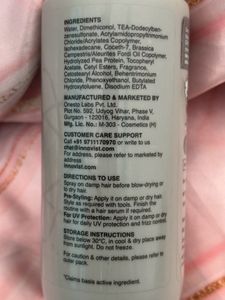 INGREDIENTS
Water, Dimethiconol, TEA-Dodecyban-
zenesulfonate, Acrylamidopropyltrimonium
Chloride/Acrylates Copolymer,
Isohexadecane, Coceth-7, Brassica
Campestris/Aleurites Fordi Oil Copolymer,
Hydrolyzed Pea Protein, Tocopheryl
Acetate, Cetyl Esters, Fragrance,
Cetostearyl Alcohol, Behentrimonium
Chloride, Phenoxyethanol, Butylated
Hydroxytoluene, Disodium EDTA
MANUFACTURED & MARKETED BY
Onesto Labs Pvt. Ltd.
Plot No. 592, Udyog Vihar, Phase V,
Gurgaon - 122016, Haryana, India
Mfg. Lic. No.: M-303 - Cosmetics (H)
CUSTOMER CARE SUPPORT
Call +91 9711170970 or write to us
chief@innovist.com
For address, please refer to marketed by
address
innovist.com
DIRECTIONS TO USE
Spray on damp hair before blow-drying or
to dry hair.
Pre-Styling: Apply it on damp or dry hair.
Style as required with tools. Finish the
routine with a hair serum if required.
For UV Protection: Apply it on damp or dry
hair for daily UV protection and frizz control.
STORAGE INSTRUCTIONS
Store below 30°C, in cool & dry place away
from sunlight. Do not freeze.
For caution & other details, please refer to
outer pack.
*Claims basis active ingredient.